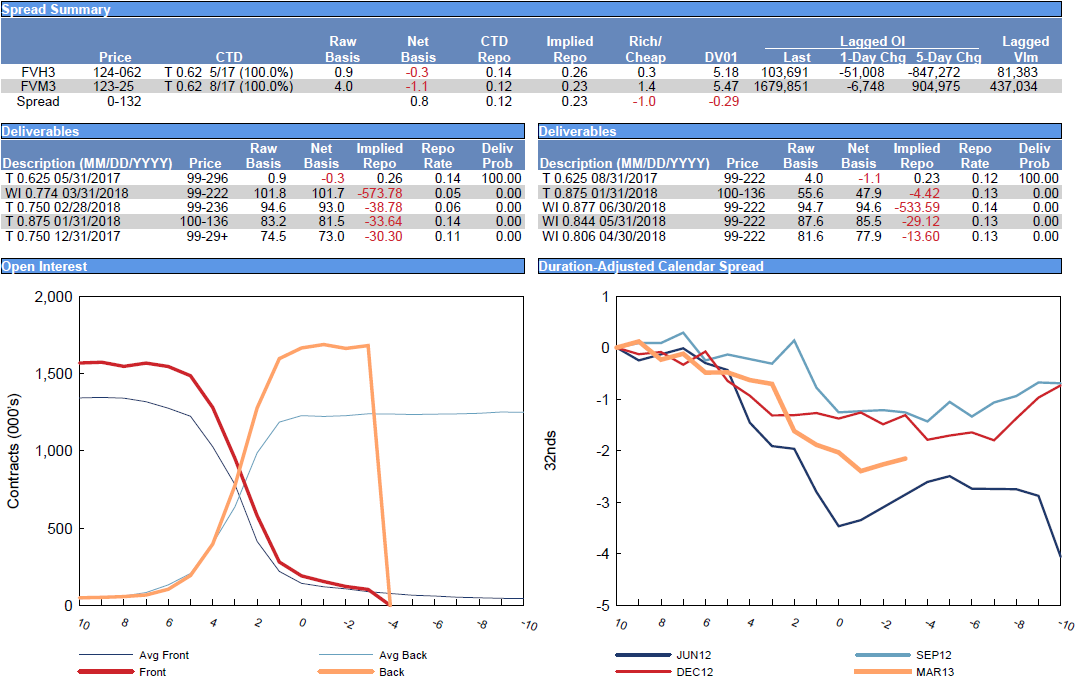 Spread Summary
Raw Net CTD Implied Rich/ Lagged OI Lagged
Price CTD Basis Basis Repo Repo Cheap DV01 Last 1-Day Chg 5-Day Chg Vlm
FVH3 124-062 T 0.62 5/17 (100.0%) 0.9 -0.3 0.14 0.26 0.3 5.18 103,691 -51,008 -847,272 81,383
FVM3 123-25 T 0.62 8/17 (100.0%) 4.0 -1.1 0.12 0.23 1.4 5.47 1679,851 -6,748 904,975 437,034
Spread 0-132 0.8 0.12 0.23 -1.0 -0.29
Deliverables
Raw Net Implied Repo Deliv
Description (MM/DD/YYYY) Price Basis Basis Repo Rate Prob
T 0.625 05/31/2017 99-296 0.9 -0.3 0.26 0.14 100.00
WI 0.774 03/31/2018 99-222 101.8 101.7 -573.78 0.05 0.00
T 0.750 02/28/2018 99-236 94.6 93.0 -38.78 0.06 0.00
T 0.875 01/31/2018 100-136 83.2 81.5 -33.64 0.14 0.00
T 0.750 12/31/2017 99-29+ 74.5 73.0 -30.30 0.11 0.00
Deliverables
Raw Net Implied Repo Deliv
Description (MM/DD/YYYY) Price Basis Basis Repo Rate Prob
T 0.625 08/31/2017 99-222 4.0 -1.1 0.23 0.12 100.00
T 0.875 01/31/2018 100-136 55.6 47.9 -4.42 0.13 0.00
WI 0.877 06/30/2018 99-222 94.7 94.6 -533.59 0.14 0.00
WI 0.844 05/31/2018 99-222 87.6 85.5 -29.12 0.13 0.00
WI 0.806 04/30/2018 99-222 81.6 77.9 -13.60 0.13 0.00
Open Interest
Contracts (000's)
2,000
1,500
1,000
500
0
10 8 6 4 2 0 -2 -4 -6 -8 -10
Avg Front Avg Back
Front Back
Duration-Adjusted Calendar Spread
32nds
1
0
-1
-2
-3
-4
-5
10 8 6 4 2 0 -2 -4 -6 -8 -10
JUN12 SEP12
DEC12 MAR13